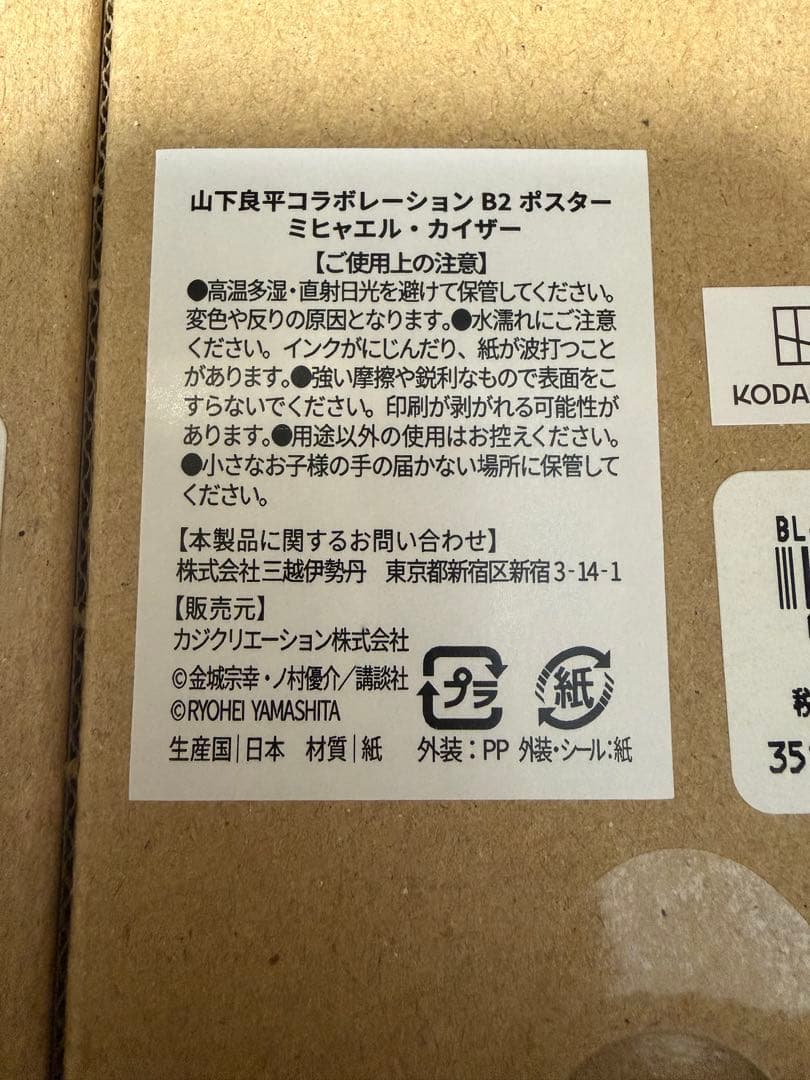 山下良平コラボレーション B2 ポスター
ミヒャエル・カイザー
【ご使用上の注意】
●高温多湿・直射日光を避けて保管してください。
変色や反りの原因となります。●水濡れにご注意
ください。インクがにじんだり、紙が波打つこと
があります。●強い摩擦や鋭利なもので表面をこ
すらないでください。印刷が剥がれる可能性が
あります。●用途以外の使用はお控えください。
●小さなお子様の手の届かない場所に保管して
ください。
【本製品に関するお問い合わせ】
株式会社三越伊勢丹 東京都新宿区新宿 3-14-1
【販売元】
カジクリエーション株式会社
©金城宗幸・ノ村優介／講談社
©RYOHEI YAMASHITA
プラ
紙
生産国|日本 材質|紙 外装：PP 外装・シール：紙
KODA
BL
税
35